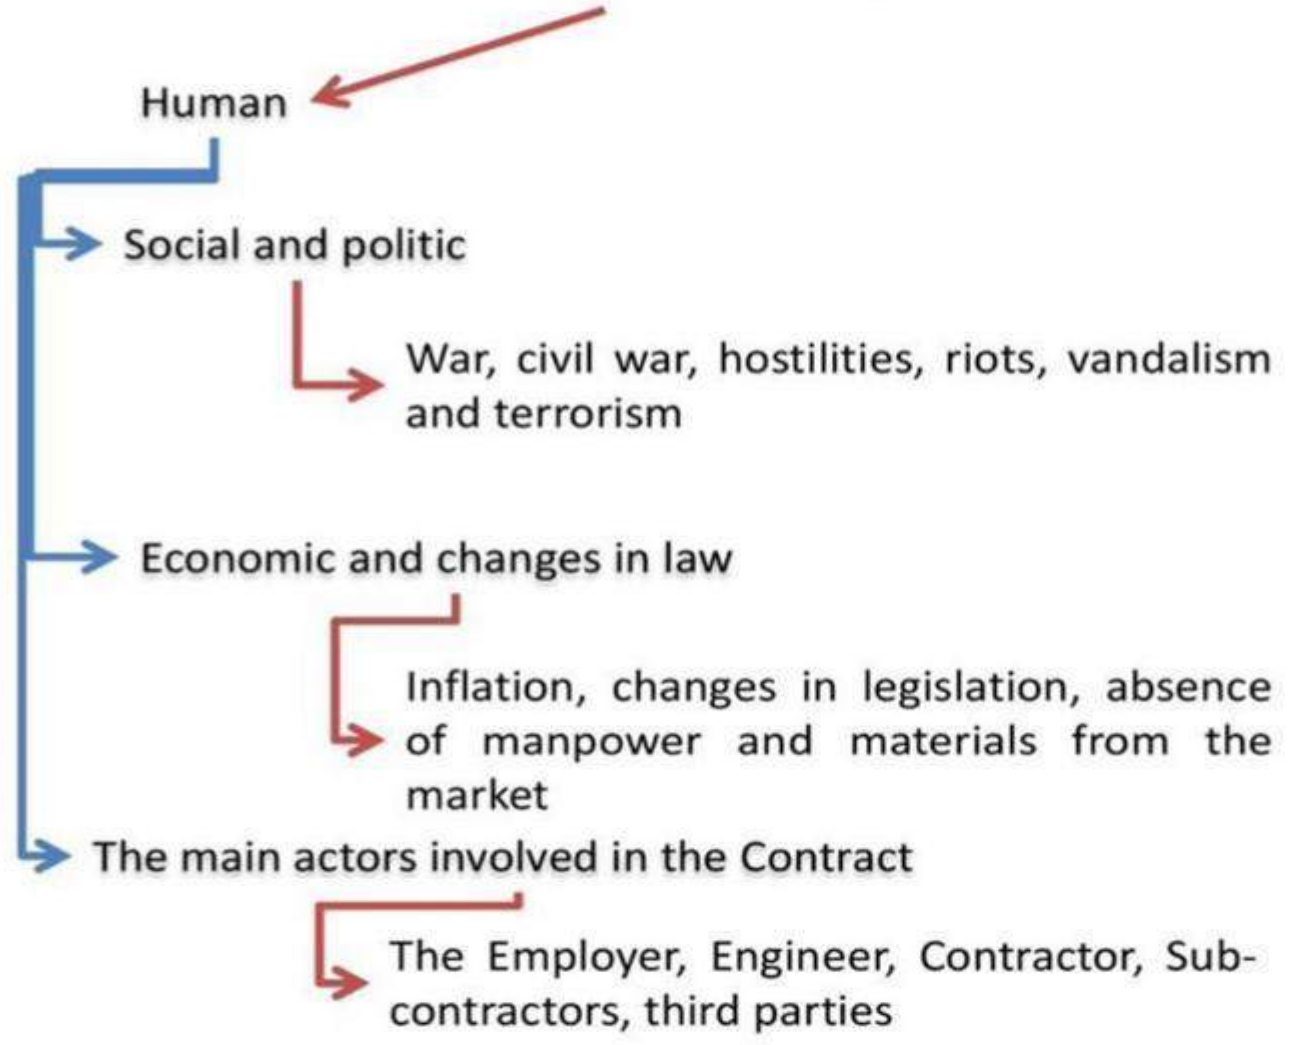 Human
Social and politic
War, civil war, hostilities, riots, vandalism
and terrorism
Economic and changes in law
Inflation, changes in legislation, absence
of manpower and materials from the
market
The main actors involved in the Contract
The Employer, Engineer, Contractor, Sub-
contractors, third parties